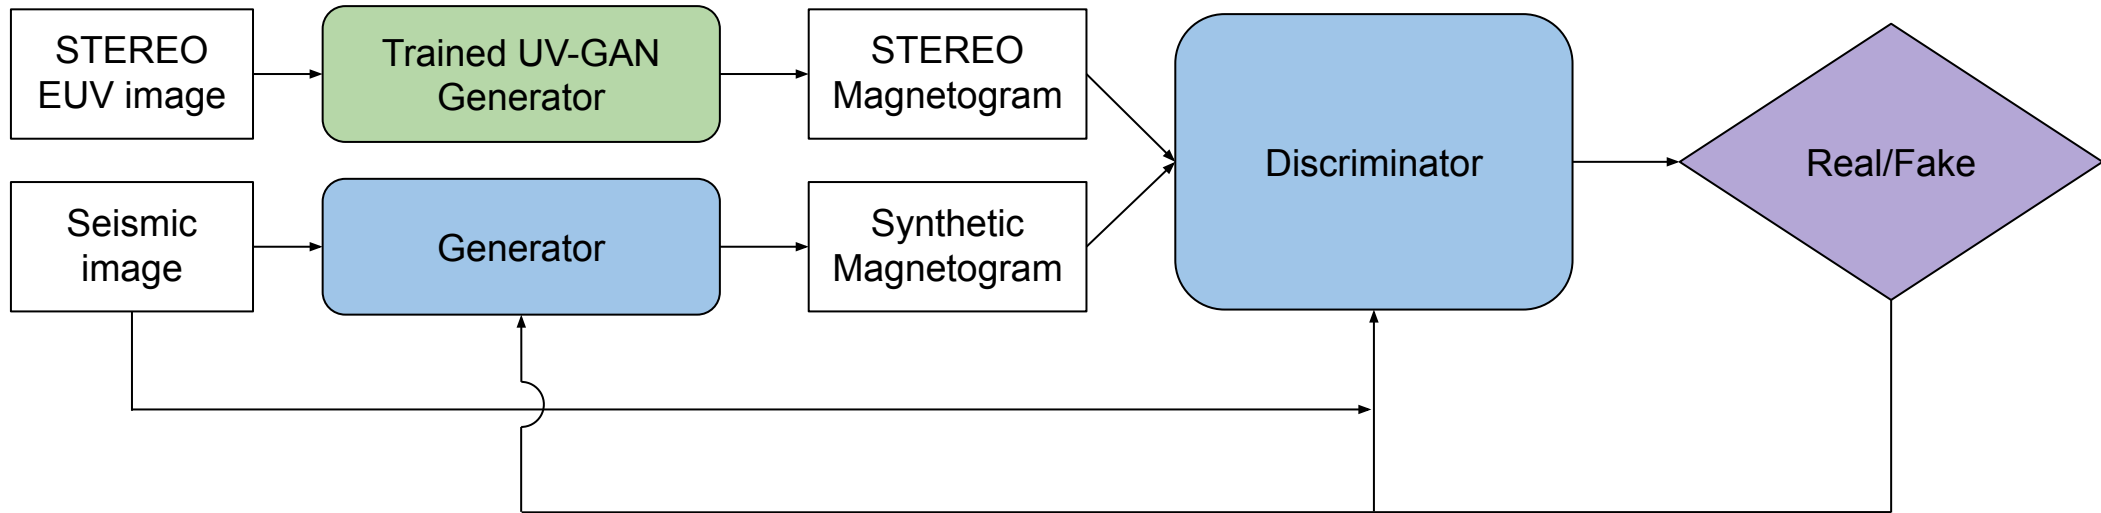 STEREO
EUV image
Trained UV-GAN
Generator
STEREO
Magnetogram
Discriminator
Real/Fake
Seismic
image
Generator
Synthetic
Magnetogram